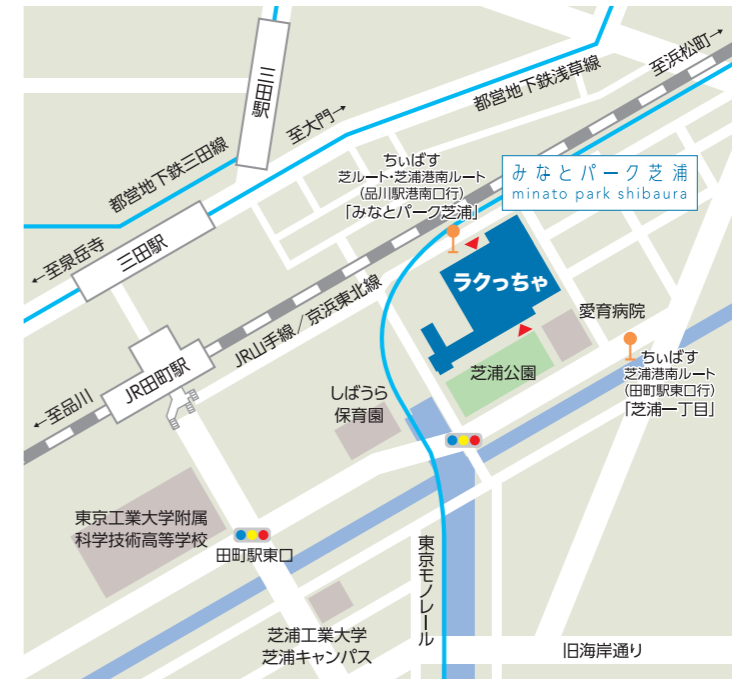 三田駅
至大門→
都営地下鉄浅草線
至浜松町→
都営地下鉄三田線
ちぃばす
芝ルート・芝浦港南ルート
(品川駅港南口行)
「みなとパーク芝浦」
みなとパーク芝浦
minato park shibaura
←至泉岳寺
三田駅
ラクっちゃ
JR山手線/京浜東北線
愛育病院
JR田町駅
芝浦公園
ちぃばす
芝浦港南ルート
(田町駅東口行)
「芝浦一丁目」
←至品川
しばうら
保育園
東京工業大学附属
科学技術高等学校
田町駅東口
東京モノレール
芝浦工業大学
芝浦キャンパス
旧海岸通り